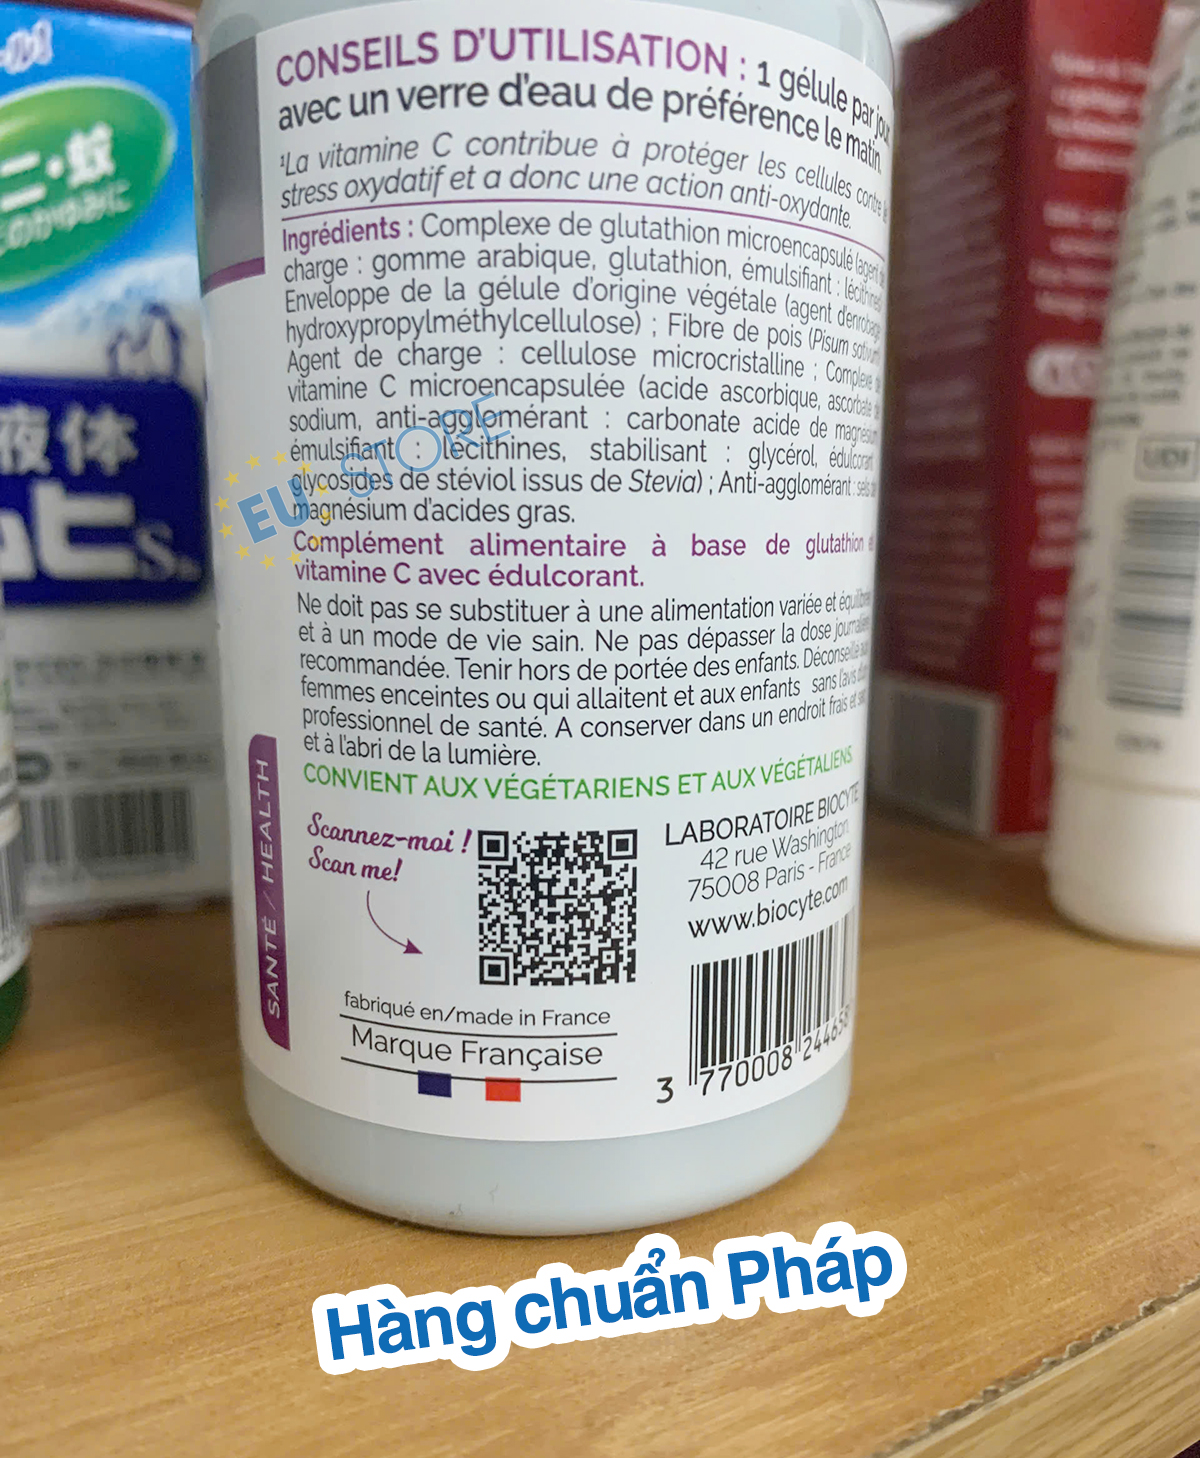 CONSEILS D'UTILISATION : 1 gélule par jour
avec un verre d'eau de préférence le matin.
¹La vitamine C contribue à protéger les cellules contre le
stress oxydatif et a donc une action anti-oxydante.
Ingrédients : Complexe de glutathion microencapsulé (agent de
charge : gomme arabique, glutathion, émulsifiant : lécithines)
Enveloppe de la gélule d'origine végétale (agent d'enrobage
hydroxypropylméthylcellulose) ; Fibre de pois (Pisum sativum)
Agent de charge : cellulose microcristalline ; Complexe de
vitamine C microencapsulée (acide ascorbique, ascorbate de
sodium, anti-agglomérant : carbonate acide de magnésium
émulsifiant : lécithines, stabilisant : glycérol, édulcorant
glycosides de stéviol issus de Stevia) ; Anti-agglomérant : sels de
magnésium d'acides gras.
Complément alimentaire à base de glutathion et
vitamine C avec édulcorant.
Ne doit pas se substituer à une alimentation variée et équilibrée
et à un mode de vie sain. Ne pas dépasser la dose journalière
recommandée. Tenir hors de portée des enfants. Déconseillé aux
femmes enceintes ou qui allaitent et aux enfants sans l'avis d'un
professionnel de santé. A conserver dans un endroit frais et sec
et à l'abri de la lumière.
CONVIENT AUX VÉGÉTARIENS ET AUX VÉGÉTALIENS
SANTÉ / HEALTH
Scannez-moi !
Scan me!
LABORATOIRE BIOCYTE
42 rue Washington
75008 Paris - France
www.biocyte.com
fabriqué en/made in France
Marque Française
3 770008 244658
EU STORE
Hàng chuẩn Pháp
液体
ムヒS